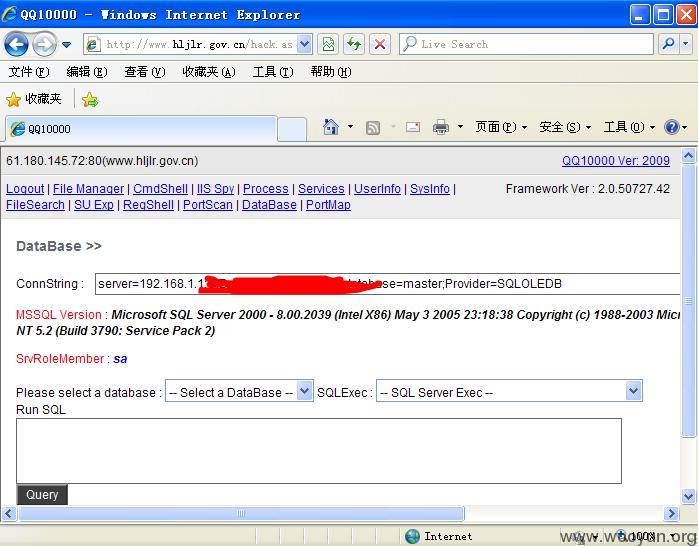 QQ10000 - Windows Internet Explorer
http://www.hljlr.gov.cn/hack.as
Live Search
文件(F) 编辑(E) 查看(V) 收藏夹(A) 工具(T) 帮助(H)
收藏夹
QQ10000
页面(P) 安全(S) 工具(O)
61.180.145.72:80(www.hljlr.gov.cn) QQ10000 Ver: 2009
Logout | File Manager | CmdShell | IIS Spy | Process | Services | UserInfo | SysInfo | Framework Ver : 2.0.50727.42
FileSearch | SU Exp | RegShell | PortScan | DataBase | PortMap
DataBase >>
ConnString : server=192.168.1.1 =master;Provider=SQLOLEDB
MSSQL Version : Microsoft SQL Server 2000 - 8.00.2039 (Intel X86) May 3 2005 23:18:38 Copyright (c) 1988-2003 Micr
NT 5.2 (Build 3790: Service Pack 2)
SrvRoleMember : sa
Please select a database : -- Select a DataBase -- SQLExec : -- SQL Server Exec --
Run SQL
Query
Internet 100%
www.wooyun.org